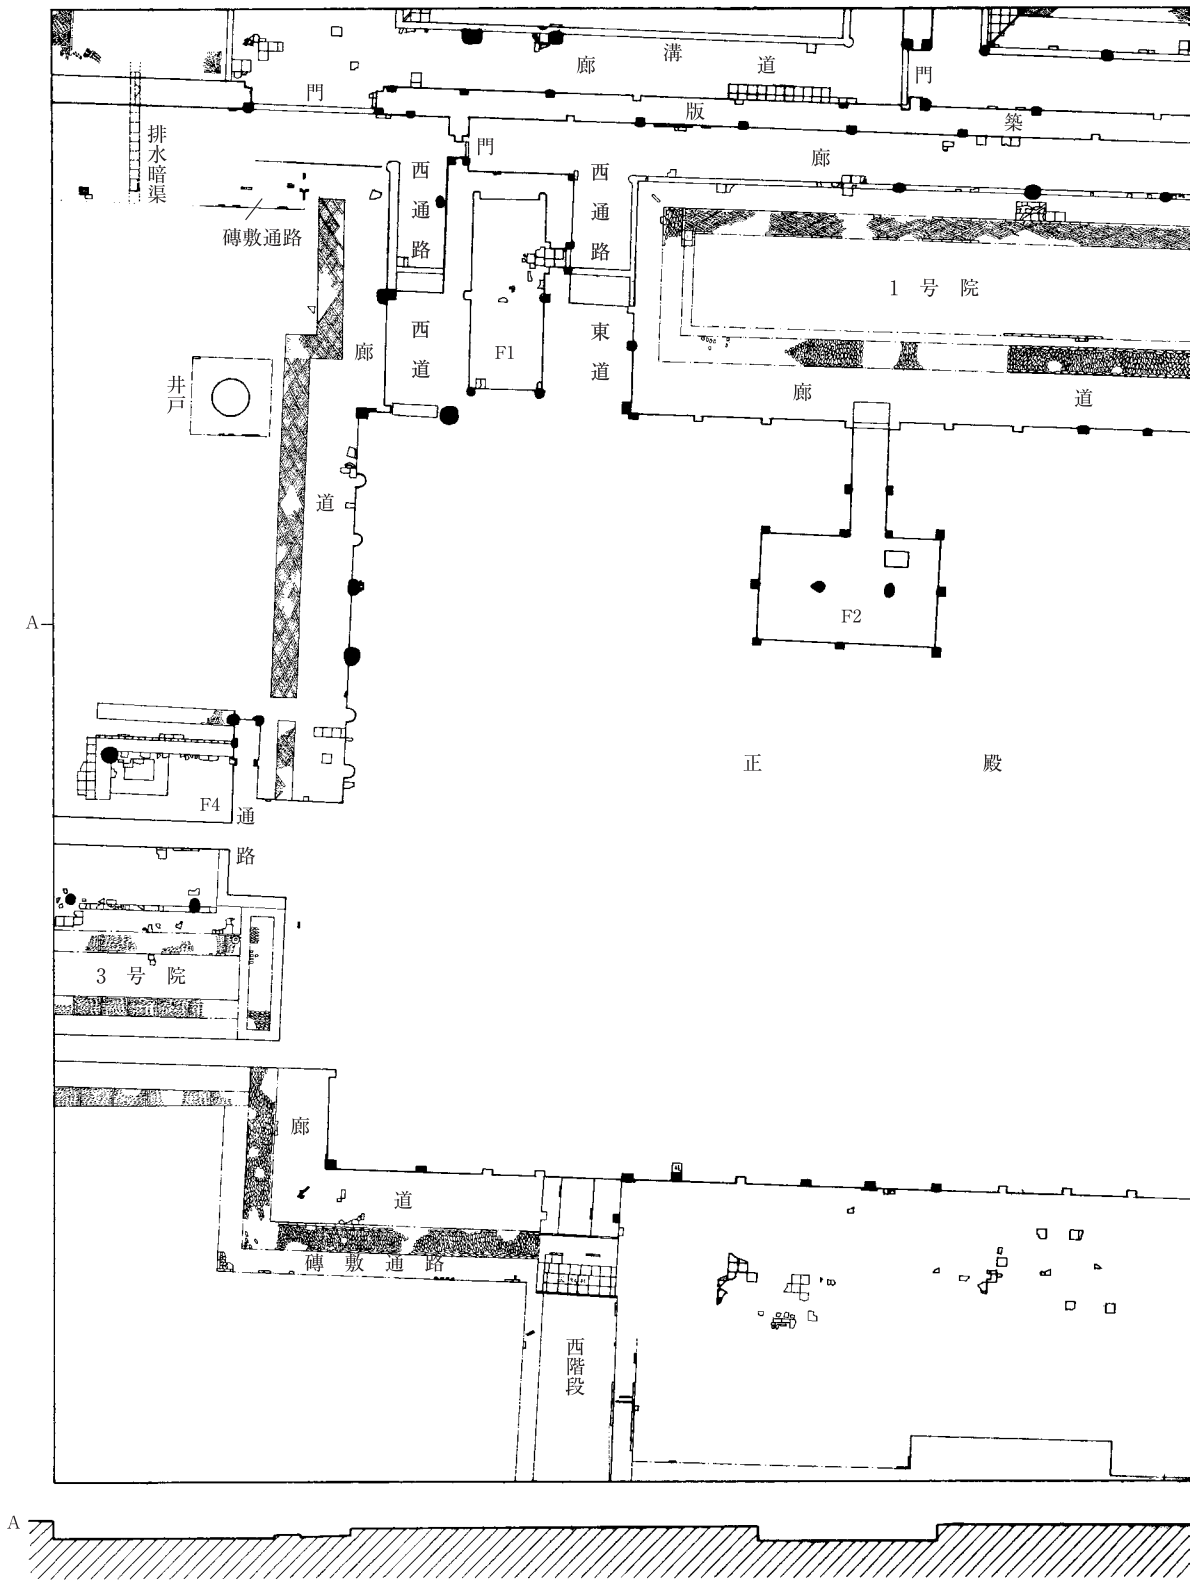 廊溝道
門
門
版築
排水暗渠
門
廊
西通路
西通路
磚敷通路
1号院
西道
F1
東道
廊
井戸
廊道
道
F2
A
正殿
F4
通路
3号院
廊
道
磚敷通路
西階段
A